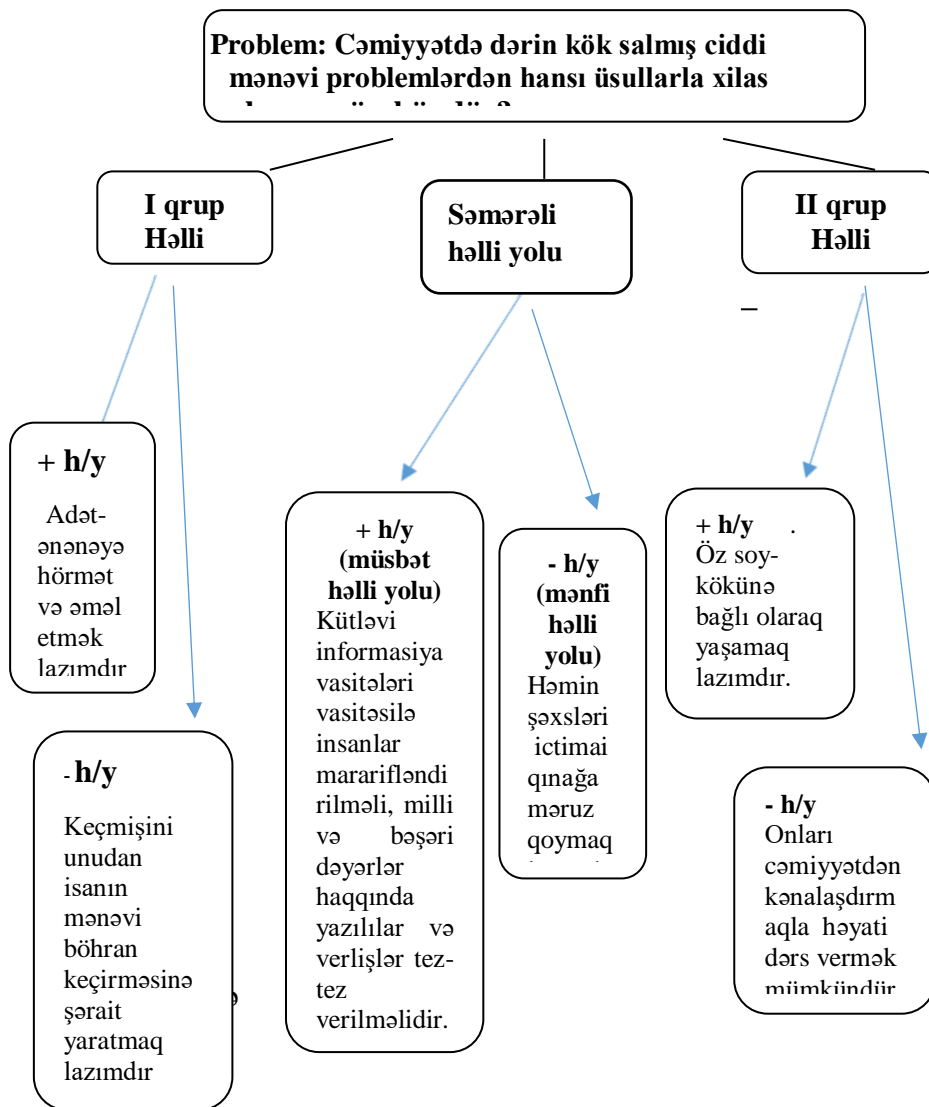 Problem: Cəmiyyətdə dərin kök salmış ciddi
mənəvi problemlərdən hansı üsullarla xilas
I qrup
Həlli
Səmərəli
həlli yolu
II qrup
Həlli
+ h/y
Adət-
ənənəyə
hörmət
və əməl
etmək
lazımdır
- h/y
Keçmişini
unudan
isanın
mənəvi
böhran
keçirməsinə
şərait
yaratmaq
lazımdır
+ h/y
(müsbət
həlli yolu)
Kütləvi
informasiya
vasitələri
vasitəsilə
insanlar
mararifləndi
rilməli, milli
və bəşəri
dəyərlər
haqqında
yazılılar və
verlişlər tez-
tez
verilməlidir.
- h/y
(mənfi
həlli
yolu)
Həmin
şəxsləri
ictimai
qınağa
məruz
qoymaq
+ h/y .
Öz soy-
kökünə
bağlı olaraq
yaşamaq
lazımdır.
- h/y
Onları
cəmiyyətdən
kənalaşdırm
aqla həyati
dərs vermək
mümkündür